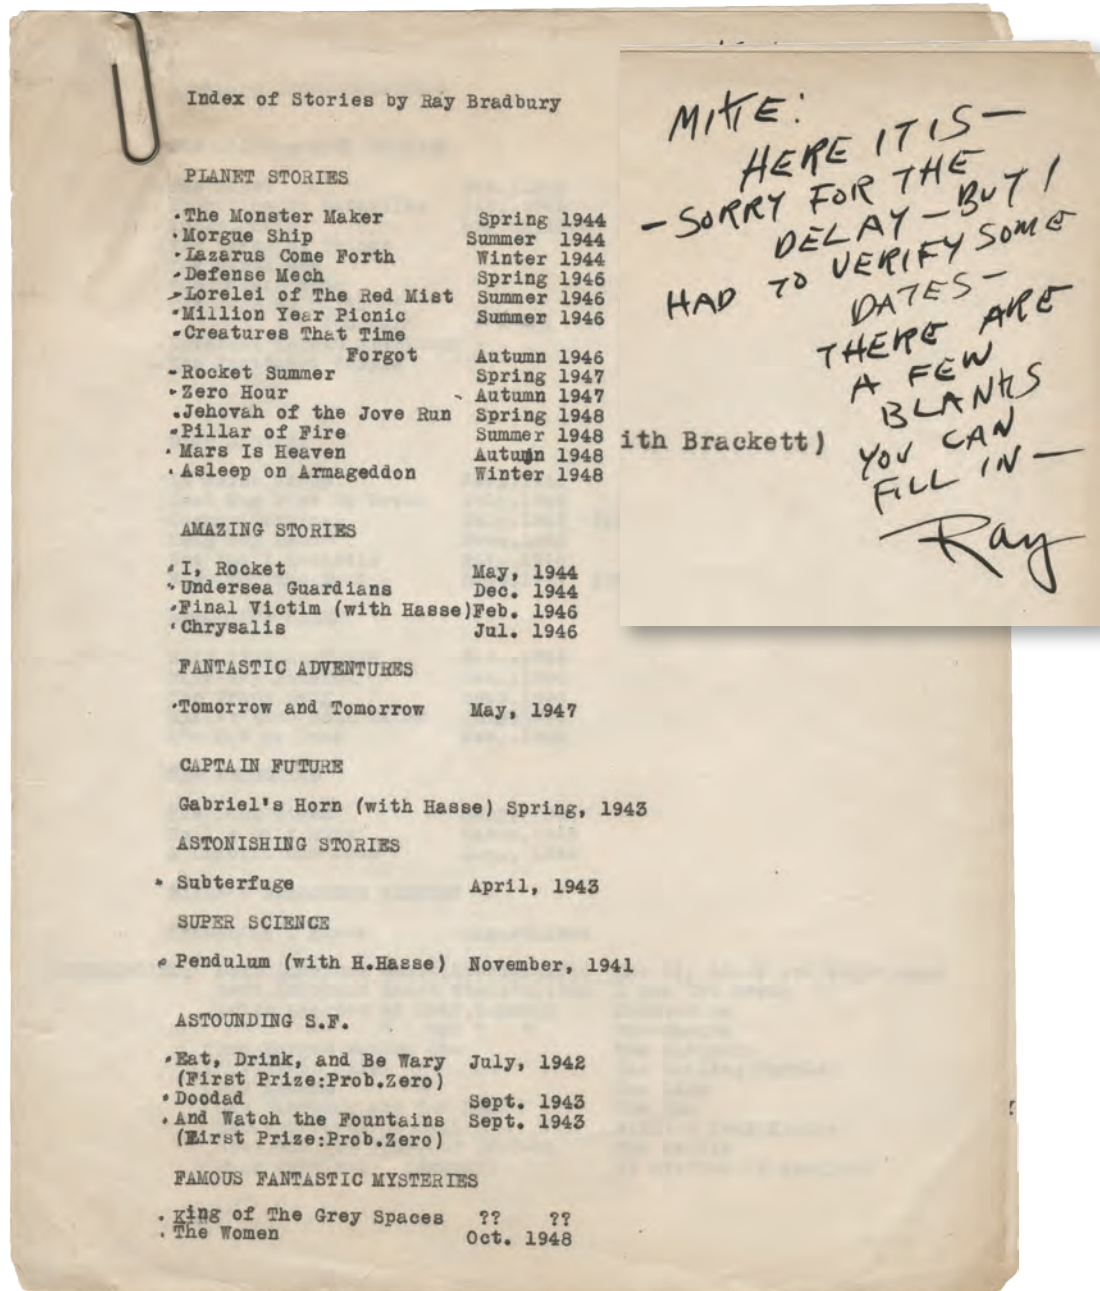 Index of Stories by Ray Bradbury
PLANET STORIES
The Monster Maker Spring 1944
Morgue Ship Summer 1944
Lazarus Come Forth Winter 1944
Defense Mech Spring 1946
Lorelei of The Red Mist Summer 1946
Million Year Picnic Summer 1946
Creatures That Time
Forgot Autumn 1946
Rocket Summer Spring 1947
Zero Hour Autumn 1947
Jehovah of the Jove Run Spring 1948
Pillar of Fire Summer 1948
Mars Is Heaven Autumn 1948
Asleep on Armageddon Winter 1948
AMAZING STORIES
I, Rocket May, 1944
Undersea Guardians Dec. 1944
Final Victim (with Hasse)Feb. 1946
Chrysalis Jul. 1946
FANTASTIC ADVENTURES
Tomorrow and Tomorrow May, 1947
CAPTAIN FUTURE
Gabriel's Horn (with Hasse) Spring, 1943
ASTONISHING STORIES
Subterfuge April, 1943
SUPER SCIENCE
Pendulum (with H.Hasse) November, 1941
ASTOUNDING S.F.
Eat, Drink, and Be Wary July, 1942
(First Prize:Prob.Zero)
Doodad Sept. 1943
And Watch the Fountains Sept. 1943
(First Prize:Prob.Zero)
FAMOUS FANTASTIC MYSTERIES
King of The Grey Spaces ?? ??
The Women Oct. 1948
MIKE:
HERE IT IS—
—SORRY FOR THE
DELAY—BUT I
HAD TO VERIFY SOME
DATES—
THERE ARE
A FEW
BLANKS
YOU CAN
FILL IN—
Ray
ith Brackett)